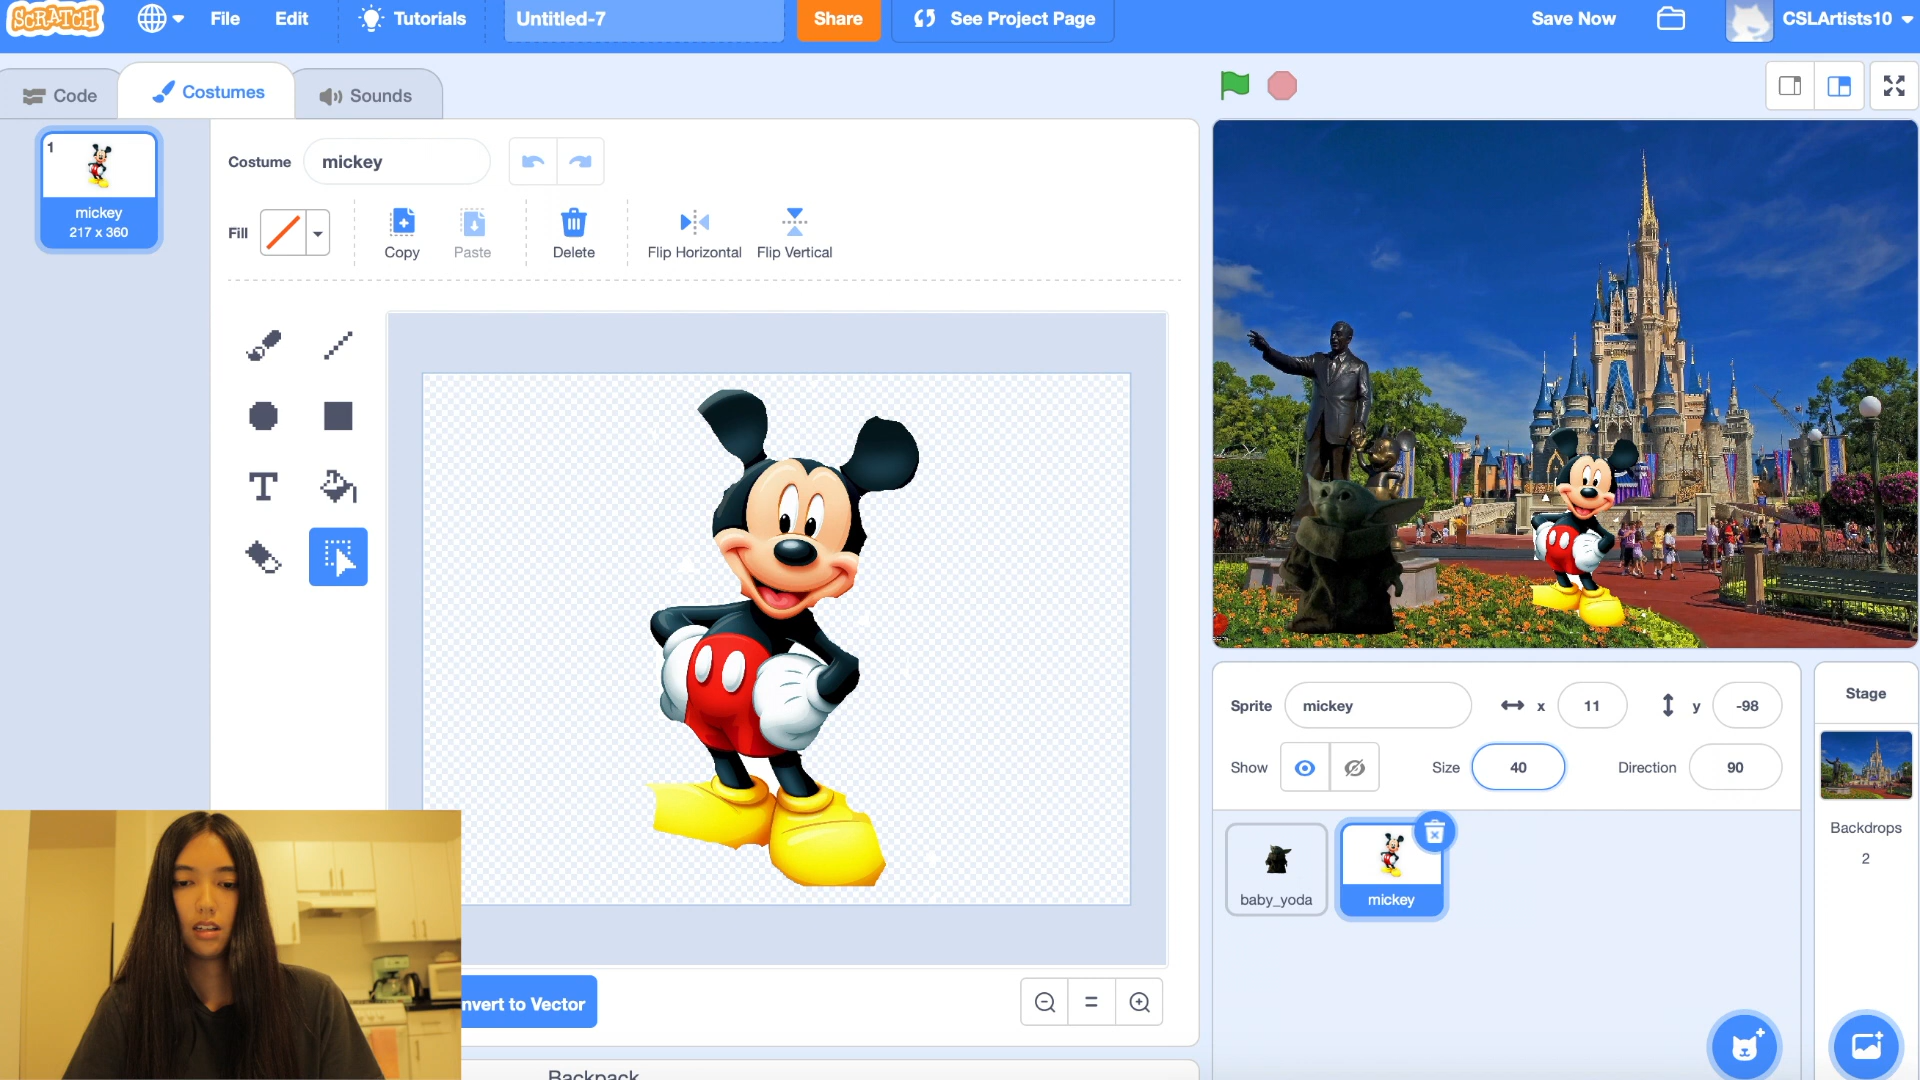 SCRATCH File Edit Tutorials Untitled-7 Share See Project Page Save Now CSLArtists10
Code Costumes Sounds
1
mickey
217 x 360
Costume mickey
Fill Copy Paste Delete Flip Horizontal Flip Vertical
T
nvert to Vector
Backpack
Sprite mickey x 11 y -98
Show Size 40 Direction 90
baby_yoda
mickey
Stage
Backdrops
2